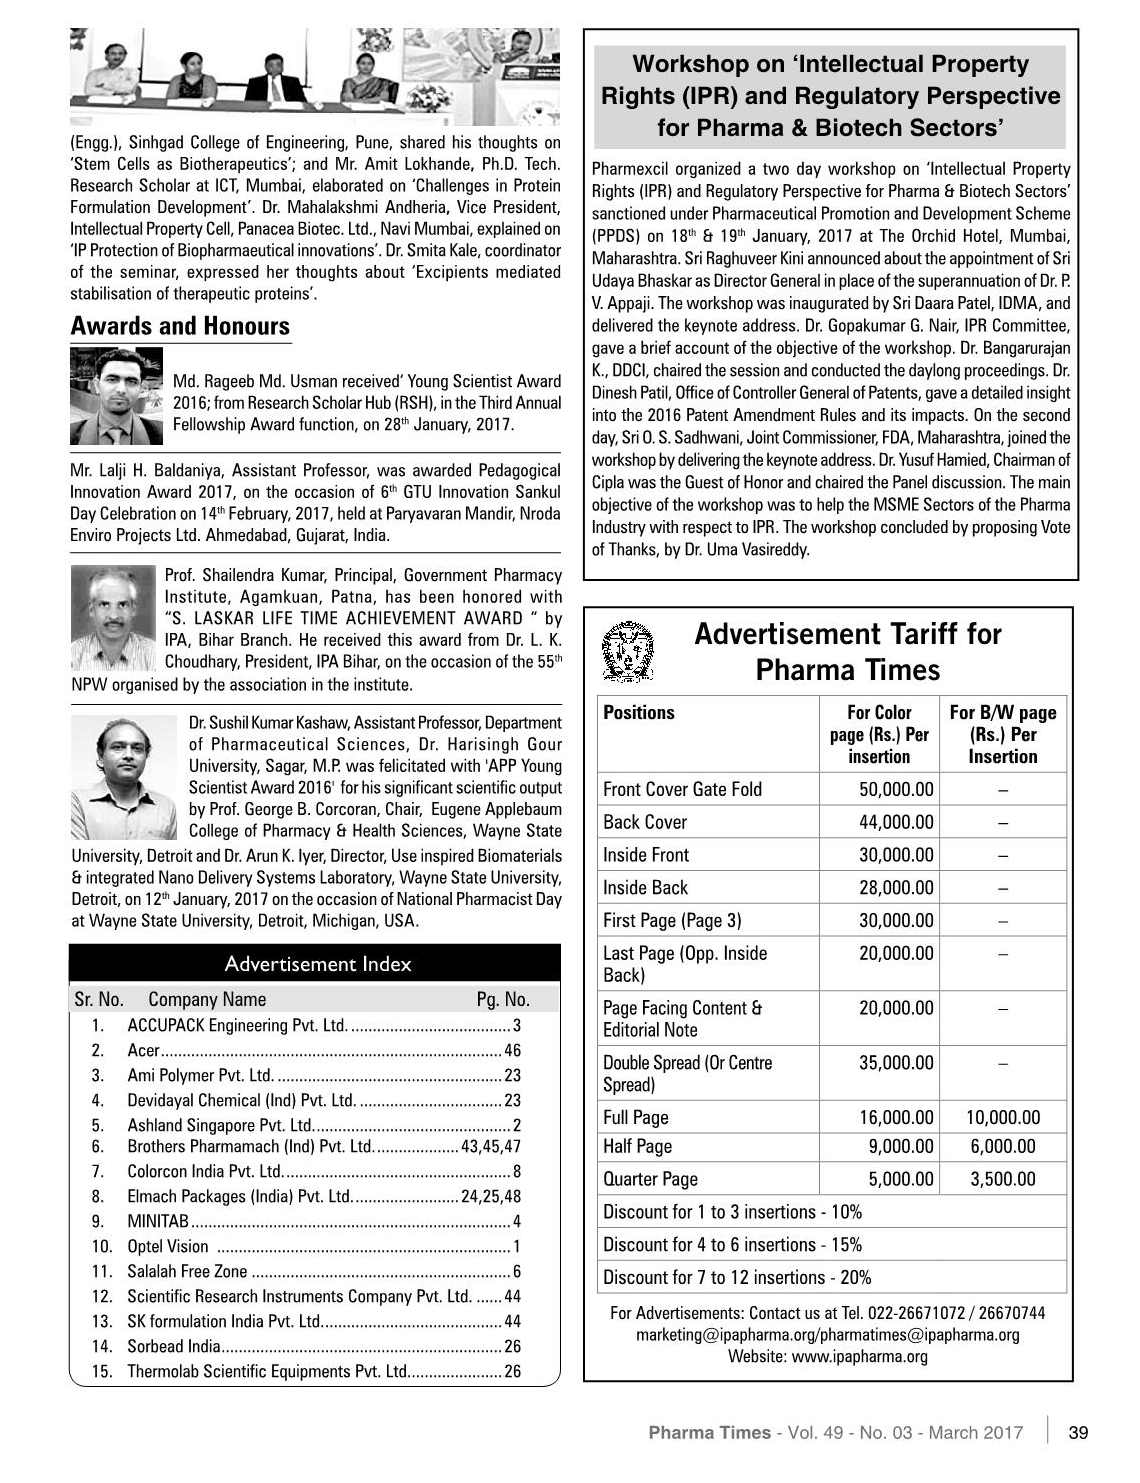 (Engg.), Sinhgad College of Engineering, Pune, shared his thoughts on
'Stem Cells as Biotherapeutics'; and Mr. Amit Lokhande, Ph.D. Tech.
Research Scholar at ICT, Mumbai, elaborated on 'Challenges in Protein
Formulation Development'. Dr. Mahalakshmi Andheria, Vice President,
Intellectual Property Cell, Panacea Biotec. Ltd., Navi Mumbai, explained on
'IP Protection of Biopharmaeutical innovations'. Dr. Smita Kale, coordinator
of the seminar, expressed her thoughts about 'Excipients mediated
stabilisation of therapeutic proteins'.
Awards and Honours
Md. Rageeb Md. Usman received' Young Scientist Award
2016; from Research Scholar Hub (RSH), in the Third Annual
Fellowship Award function, on 28th January, 2017.
Mr. Lalji H. Baldaniya, Assistant Professor, was awarded Pedagogical
Innovation Award 2017, on the occasion of 6th GTU Innovation Sankul
Day Celebration on 14th February, 2017, held at Paryavaran Mandir, Nroda
Enviro Projects Ltd. Ahmedabad, Gujarat, India.
Prof. Shailendra Kumar, Principal, Government Pharmacy
Institute, Agamkuan, Patna, has been honored with
"S. LASKAR LIFE TIME ACHIEVEMENT AWARD " by
IPA, Bihar Branch. He received this award from Dr. L. K.
Choudhary, President, IPA Bihar, on the occasion of the 55th
NPW organised by the association in the institute.
Dr. Sushil Kumar Kashaw, Assistant Professor, Department
of Pharmaceutical Sciences, Dr. Harisingh Gour
University, Sagar, M.P. was felicitated with 'APP Young
Scientist Award 2016' for his significant scientific output
by Prof. George B. Corcoran, Chair, Eugene Applebaum
College of Pharmacy & Health Sciences, Wayne State
University, Detroit and Dr. Arun K. Iyer, Director, Use inspired Biomaterials
& integrated Nano Delivery Systems Laboratory, Wayne State University,
Detroit, on 12th January, 2017 on the occasion of National Pharmacist Day
at Wayne State University, Detroit, Michigan, USA.
Advertisement Index
Sr. No. Company Name Pg. No.
1. ACCUPACK Engineering Pvt. Ltd. ..................................... 3
2. Acer............................................................................... 46
3. Ami Polymer Pvt. Ltd. .................................................... 23
4. Devidayal Chemical (Ind) Pvt. Ltd. ................................. 23
5. Ashland Singapore Pvt. Ltd.............................................. 2
6. Brothers Pharmamach (Ind) Pvt. Ltd.................... 43,45,47
7. Colorcon India Pvt. Ltd..................................................... 8
8. Elmach Packages (India) Pvt. Ltd......................... 24,25,48
9. MINITAB.......................................................................... 4
10. Optel Vision .................................................................... 1
11. Salalah Free Zone ............................................................ 6
12. Scientific Research Instruments Company Pvt. Ltd. ...... 44
13. SK formulation India Pvt. Ltd.......................................... 44
14. Sorbead India................................................................. 26
15. Thermolab Scientific Equipments Pvt. Ltd...................... 26
Workshop on 'Intellectual Property
Rights (IPR) and Regulatory Perspective
for Pharma & Biotech Sectors'
Pharmexcil organized a two day workshop on 'Intellectual Property
Rights (IPR) and Regulatory Perspective for Pharma & Biotech Sectors'
sanctioned under Pharmaceutical Promotion and Development Scheme
(PPDS) on 18th & 19th January, 2017 at The Orchid Hotel, Mumbai,
Maharashtra. Sri Raghuveer Kini announced about the appointment of Sri
Udaya Bhaskar as Director General in place of the superannuation of Dr. P.
V. Appaji. The workshop was inaugurated by Sri Daara Patel, IDMA, and
delivered the keynote address. Dr. Gopakumar G. Nair, IPR Committee,
gave a brief account of the objective of the workshop. Dr. Bangarurajan
K., DDCI, chaired the session and conducted the daylong proceedings. Dr.
Dinesh Patil, Office of Controller General of Patents, gave a detailed insight
into the 2016 Patent Amendment Rules and its impacts. On the second
day, Sri O. S. Sadhwani, Joint Commissioner, FDA, Maharashtra, joined the
workshop by delivering the keynote address. Dr. Yusuf Hamied, Chairman of
Cipla was the Guest of Honor and chaired the Panel discussion. The main
objective of the workshop was to help the MSME Sectors of the Pharma
Industry with respect to IPR. The workshop concluded by proposing Vote
of Thanks, by Dr. Uma Vasireddy.
Advertisement Tariff for
Pharma Times
Positions For Color For B/W page
page (Rs.) Per (Rs.) Per
insertion Insertion
Front Cover Gate Fold 50,000.00 –
Back Cover 44,000.00 –
Inside Front 30,000.00 –
Inside Back 28,000.00 –
First Page (Page 3) 30,000.00 –
Last Page (Opp. Inside 20,000.00 –
Back)
Page Facing Content & 20,000.00 –
Editorial Note
Double Spread (Or Centre 35,000.00 –
Spread)
Full Page 16,000.00 10,000.00
Half Page 9,000.00 6,000.00
Quarter Page 5,000.00 3,500.00
Discount for 1 to 3 insertions - 10%
Discount for 4 to 6 insertions - 15%
Discount for 7 to 12 insertions - 20%
For Advertisements: Contact us at Tel. 022-26671072 / 26670744
marketing@ipapharma.org/pharmatimes@ipapharma.org
Website: www.ipapharma.org
Pharma Times - Vol. 49 - No. 03 - March 2017 39